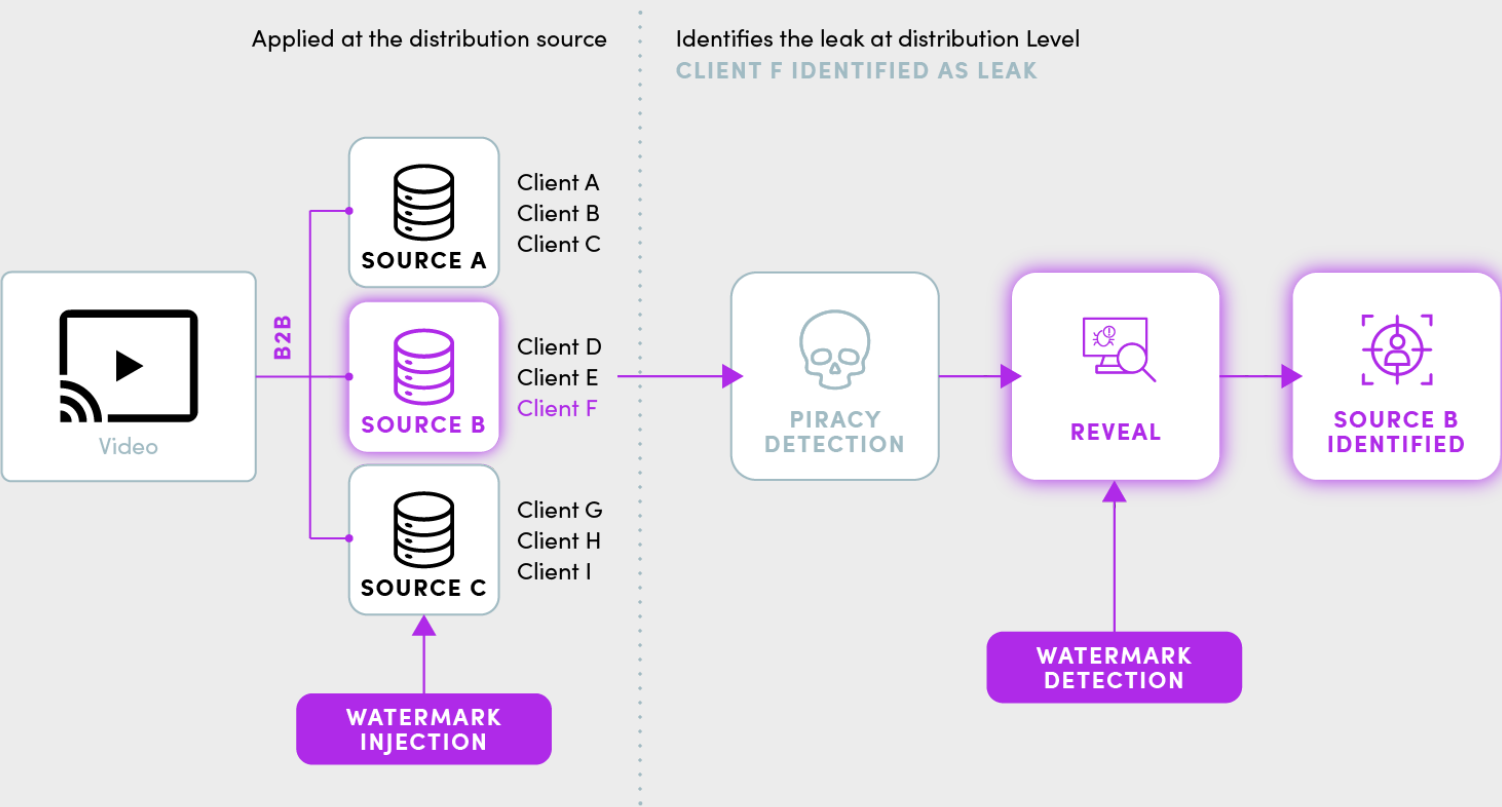 Applied at the distribution source
Identifies the leak at distribution Level
CLIENT F IDENTIFIED AS LEAK
Video
B2B
SOURCE A
Client A
Client B
Client C
SOURCE B
Client D
Client E
Client F
SOURCE C
Client G
Client H
Client I
WATERMARK
INJECTION
PIRACY
DETECTION
REVEAL
SOURCE B
IDENTIFIED
WATERMARK
DETECTION